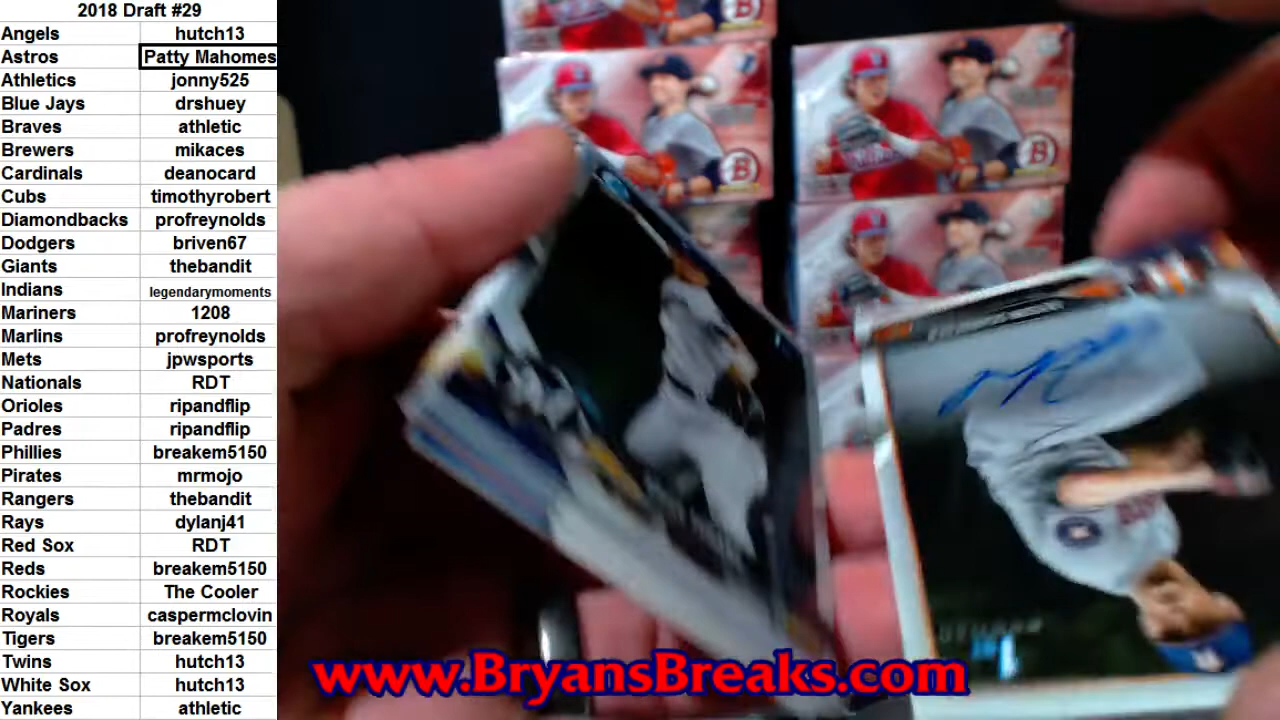 2018 Draft #29
Angels hutch13
Astros Patty Mahomes
Athletics jonny525
Blue Jays drshuey
Braves athletic
Brewers mikaces
Cardinals deanocard
Cubs timothyrobert
Diamondbacks profreynolds
Dodgers briven67
Giants thebandit
Indians legendarymoments
Mariners 1208
Marlins profreynolds
Mets jpwsports
Nationals RDT
Orioles ripandflip
Padres ripandflip
Phillies breakem5150
Pirates mrmojo
Rangers thebandit
Rays dylanj41
Red Sox RDT
Reds breakem5150
Rockies The Cooler
Royals caspermclovin
Tigers breakem5150
Twins hutch13
White Sox hutch13
Yankees athletic
B
B
www.BryansBreaks.com